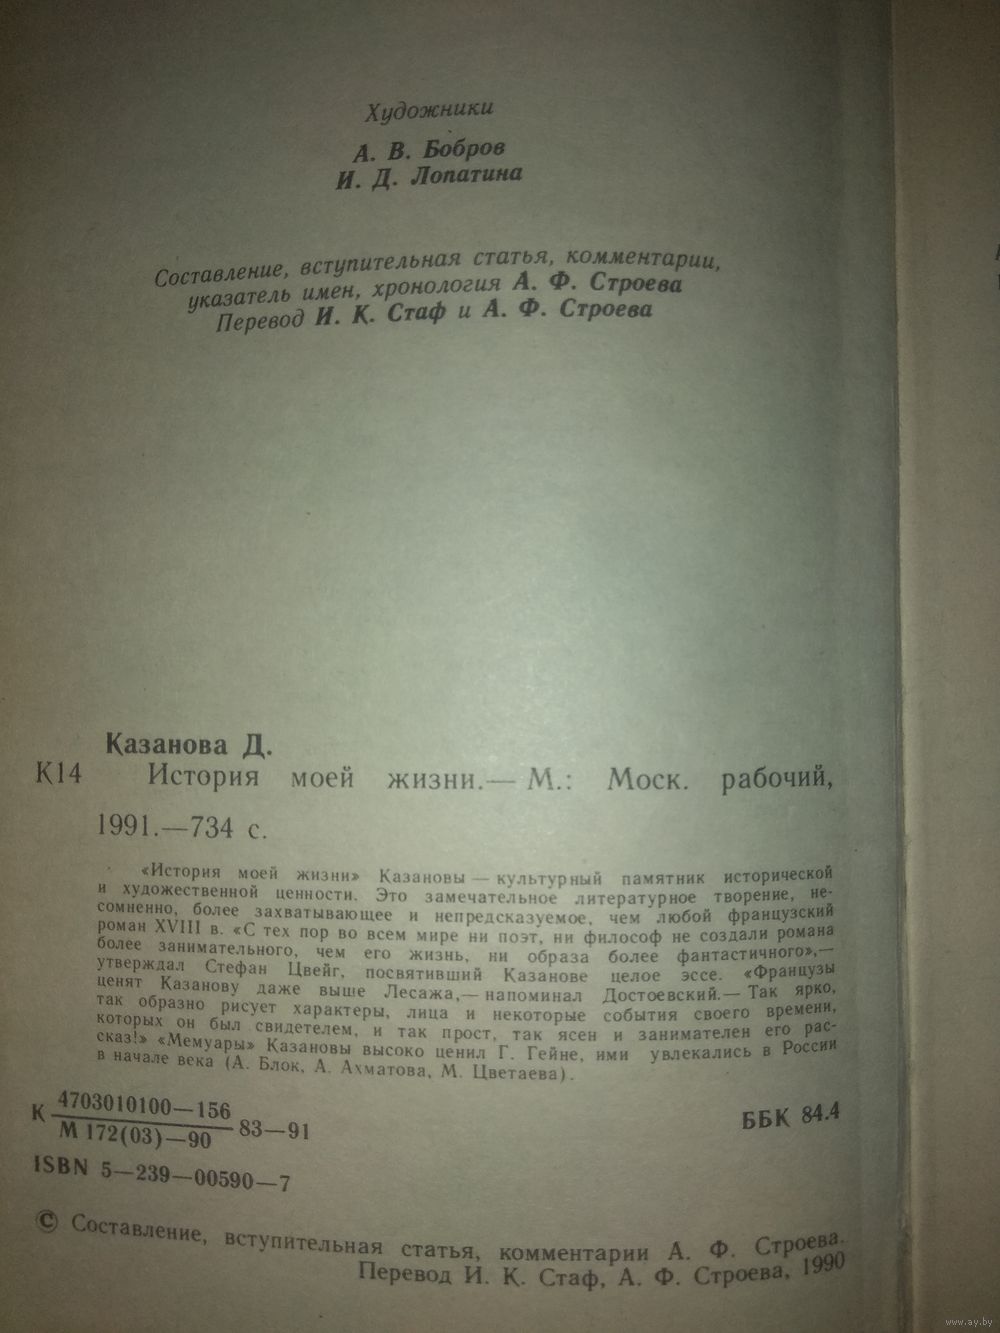 Художники
А. В. Бобров
И. Д. Лопатина
Составление, вступительная статья, комментарии,
указатель имен, хронология А. Ф. Строева
Перевод И. К. Стаф и А. Ф. Строева
Казанова Д.
К14 История моей жизни.— М.: Моск. рабочий,
1991.—734 с.
«История моей жизни» Казановы — культурный памятник исторической
и художественной ценности. Это замечательное литературное творение, не-
сомненно, более захватывающее и непредсказуемое, чем любой французский
роман XVIII в. «С тех пор во всем мире ни поэт, ни философ не создали романа
более занимательного, чем его жизнь, ни образа более фантастичного»,—
утверждал Стефан Цвейг, посвятивший Казанове целое эссе. «Французы
ценят Казанову даже выше Лесажа,— напоминал Достоевский.— Так ярко,
так образно рисует характеры, лица и некоторые события своего времени,
которых он был свидетелем, и так прост, так ясен и занимателен его рас-
сказ!» «Мемуары» Казановы высоко ценил Г. Гейне, ими увлекались в России
в начале века (А. Блок, А. Ахматова, М. Цветаева).
К 4703010100—156
М 172(03)—90 83—91
ББК 84.4
ISBN 5—239—00590—7
© Составление, вступительная статья, комментарии А. Ф. Строева.
Перевод И. К. Стаф, А. Ф. Строева, 1990
www.ay.by